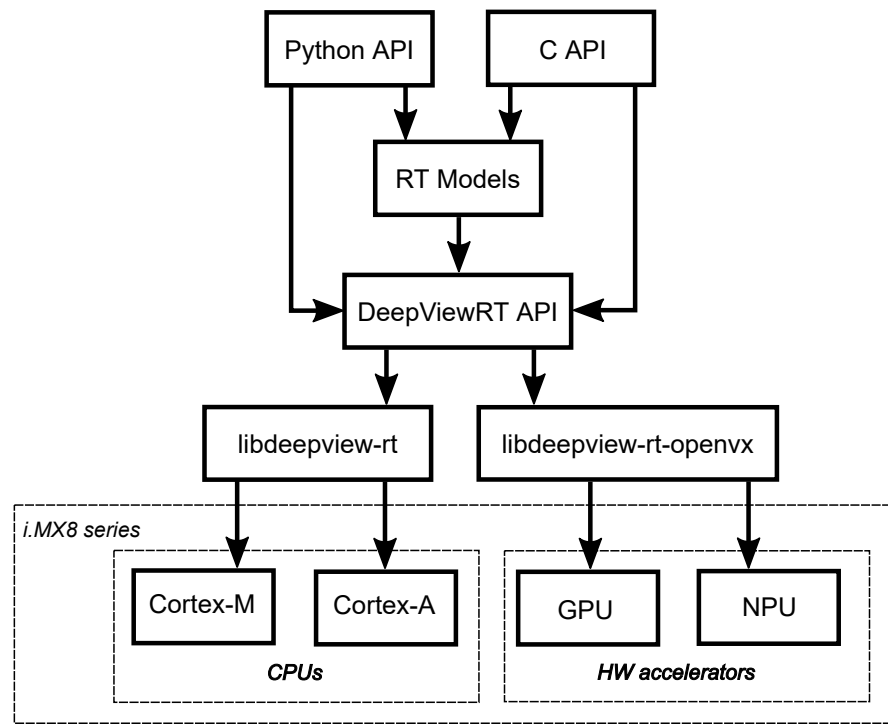 Python API
C API
RT Models
DeepViewRT API
libdeepview-rt
libdeepview-rt-openvx
i.MX8 series
Cortex-M
Cortex-A
GPU
NPU
CPUs
HW accelerators